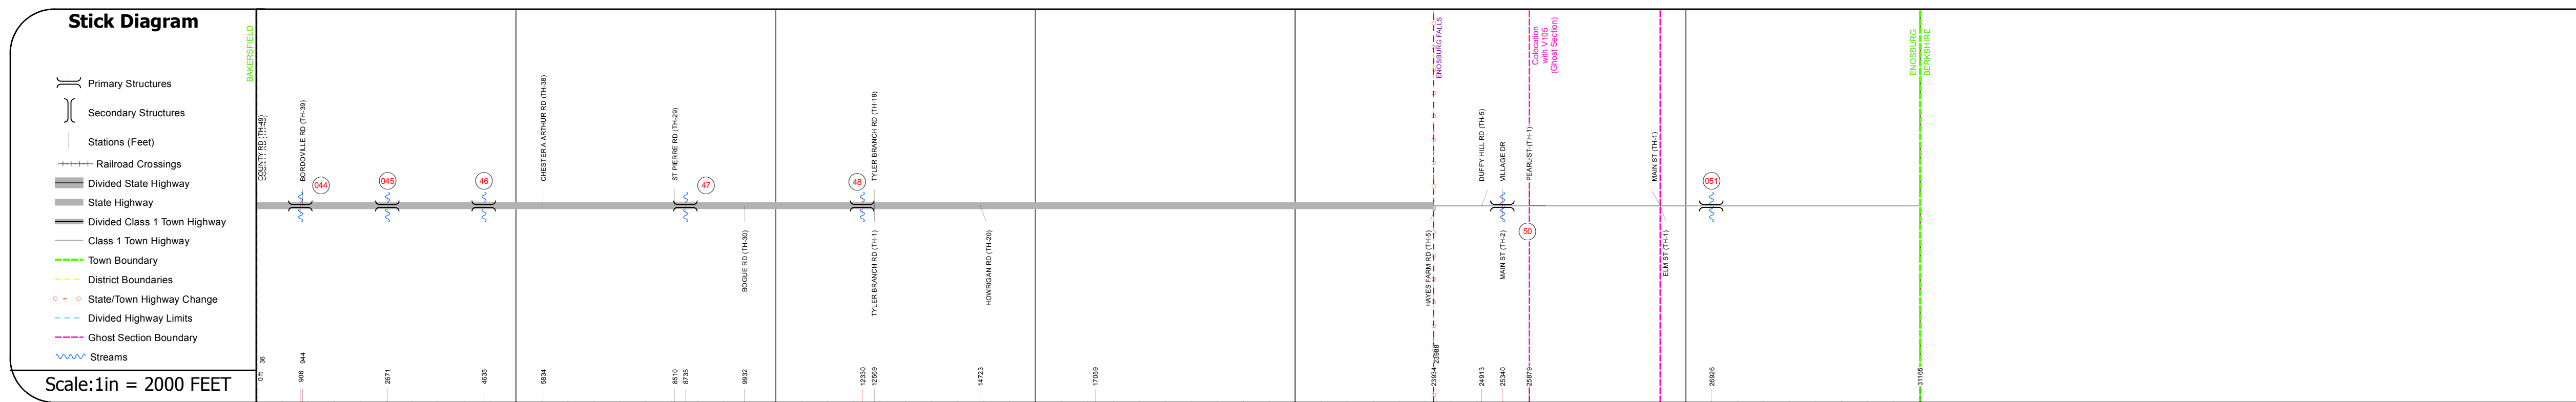 Stick Diagram
Primary Structures
Secondary Structures
Stations (Feet)
Railroad Crossings
Divided State Highway
State Highway
Divided Class 1 Town Highway
Class 1 Town Highway
Town Boundary
District Boundaries
State/Town Highway Change
Divided Highway Limits
Ghost Section Boundary
Streams
Scale:1in = 2000 FEET
BAKERSFIELD
COUNTY RD (TH-49)
BORDOVILLE RD (TH-39)
044
045
46
CHESTER A ARTHUR RD (TH-38)
ST PIERRE RD (TH-29)
47
BOGUE RD (TH-30)
48
TYLER BRANCH RD (TH-19)
TYLER BRANCH RD (TH-1)
HOWRIGAN RD (TH-20)
ENOSBURG FALLS
HAYES FARM RD (TH-5)
DUFFY HILL RD (TH-5)
VILLAGE DR
MAIN ST (TH-2)
50
PEARL ST (TH-1)
Colocation
with V105
(Ghost Section)
MAIN ST (TH-1)
ELM ST (TH-1)
051
ENOSBURG
BERKSHIRE
0 ft
36
906
944
2671
4635
5834
8510
8735
9932
12330
12569
14723
17059
23934
23988
24913
25340
25879
26926
31165